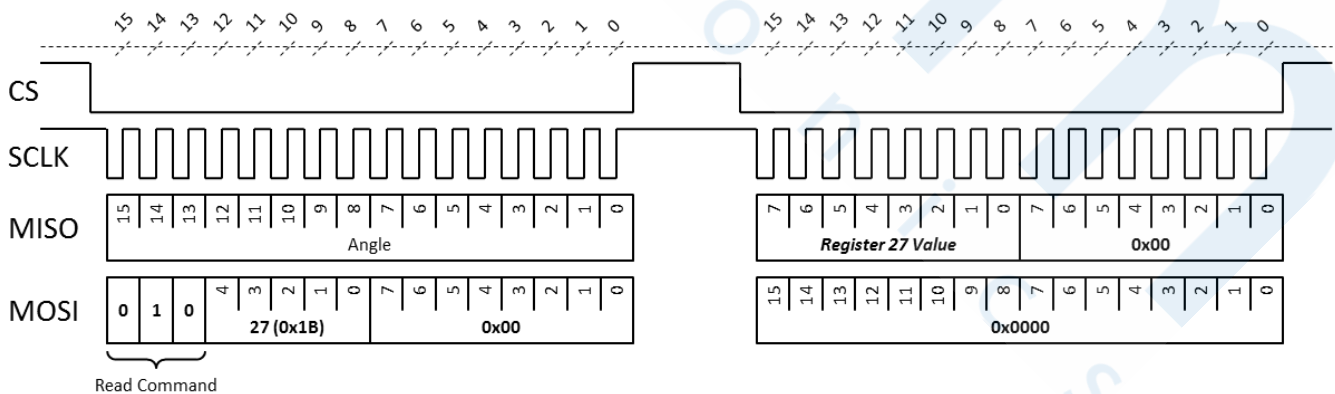 15 14 13 12 11 10 9 8 7 6 5 4 3 2 1 0 15 14 13 12 11 10 9 8 7 6 5 4 3 2 1 0
CS
SCLK
MISO 15 14 13 12 11 10 9 8 7 6 5 4 3 2 1 0 7 6 5 4 3 2 1 0 7 6 5 4 3 2 1 0
Angle Register 27 Value 0x00
MOSI 0 1 0 4 3 2 1 0 7 6 5 4 3 2 1 0 15 14 13 12 11 10 9 8 7 6 5 4 3 2 1 0
27 (0x1B) 0x00 0x0000
Read Command